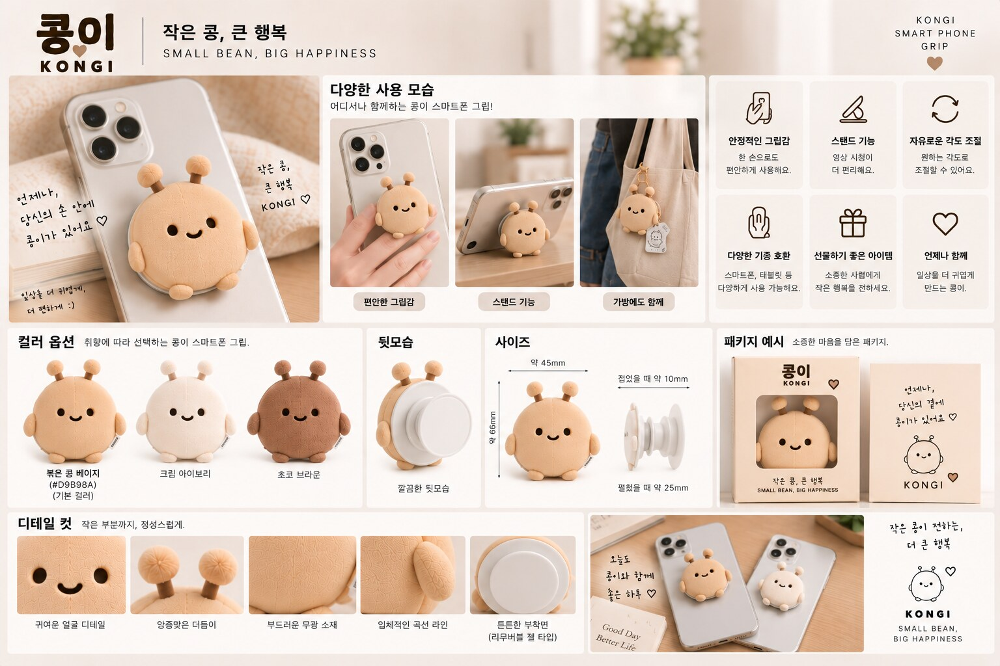 콩이
KONGI
작은 콩, 큰 행복
SMALL BEAN, BIG HAPPINESS
KONGI
SMART PHONE
GRIP
언제나,
당신의 손 안에
콩이가 있어요 ♡
작은 콩,
큰 행복
KONGI ♡
일상을 더 귀엽게,
더 편하게 :)
다양한 사용 모습
어디서나 함께하는 콩이 스마트폰 그립!
편안한 그립감
스탠드 기능
가방에도 함께
안정적인 그립감
한 손으로도
편안하게 사용해요.
스탠드 기능
영상 시청이
더 편리해요.
자유로운 각도 조절
원하는 각도로
조절할 수 있어요.
다양한 기종 호환
스마트폰, 태블릿 등
다양하게 사용 가능해요.
선물하기 좋은 아이템
소중한 사람에게
작은 행복을 전하세요.
언제나 함께
일상을 더 귀엽게
만드는 콩이.
컬러 옵션 취향에 따라 선택하는 콩이 스마트폰 그립.
볶은 콩 베이지
(#D9B98A)
(기본 컬러)
크림 아이보리
초코 브라운
뒷모습
깔끔한 뒷모습
사이즈
약 45mm
약 66mm
접었을 때 약 10mm
펼쳤을 때 약 25mm
패키지 예시 소중한 마음을 담은 패키지.
콩이
KONGI
작은 콩, 큰 행복
SMALL BEAN, BIG HAPPINESS
언제나,
당신의 곁에
콩이가 있어요 ♡
KONGI
디테일 컷 작은 부분까지, 정성스럽게.
귀여운 얼굴 디테일
앙증맞은 더듬이
부드러운 무광 소재
입체적인 곡선 라인
튼튼한 부착면
(리무버블 젤 타입)
오늘도
콩이와 함께
좋은 하루 ♡
Good Day
Better Life
작은 콩이 전하는,
더 큰 행복
KONGI
SMALL BEAN,
BIG HAPPINESS